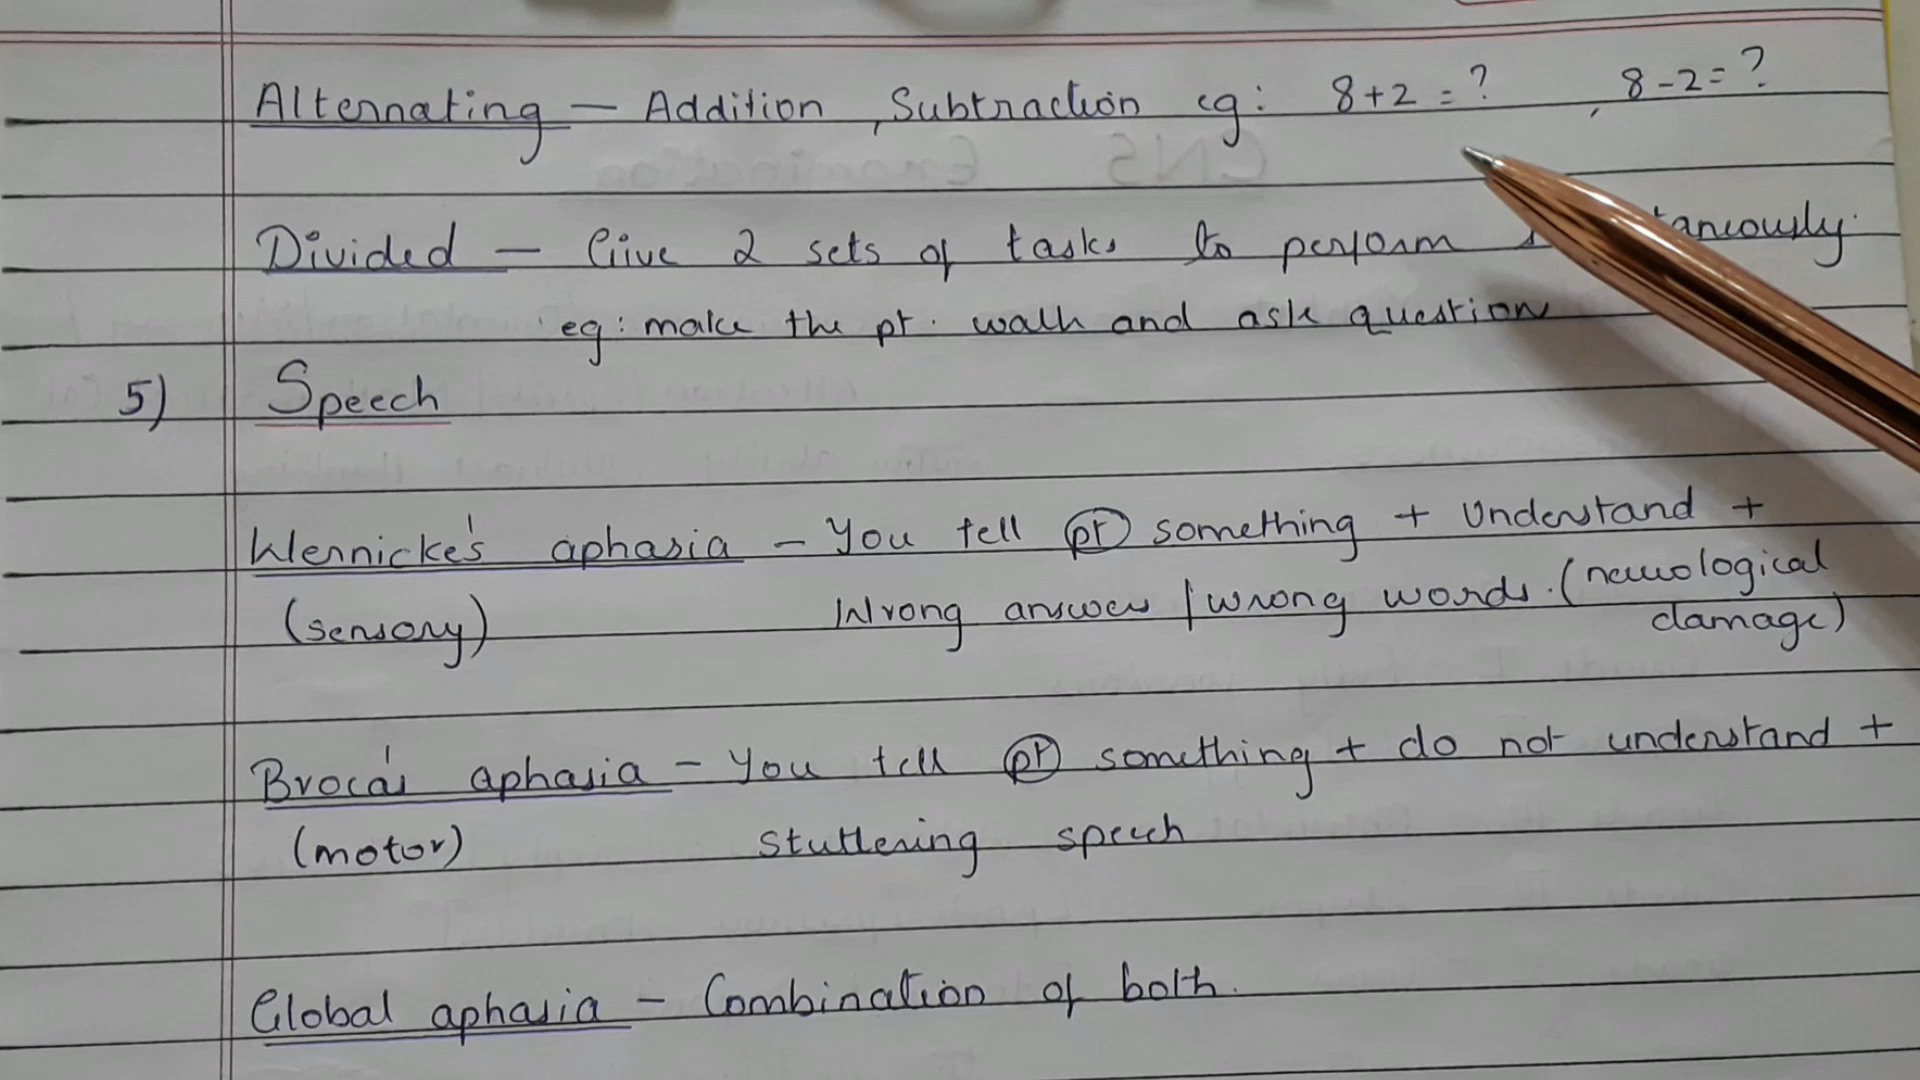 Alternating - Addition, Subtraction eg: 8+2=? , 8-2=?
Divided - Give 2 sets of tasks to perform taneously.
eg: make the pt. walk and ask question
5) Speech
Wernicke's aphasia - You tell pt something + Understand +
(sensory) Wrong answers / wrong words. (neurological
damage)
Broca's aphasia - You tell pt something + do not understand +
(motor) stuttering speech
Global aphasia - Combination of both.